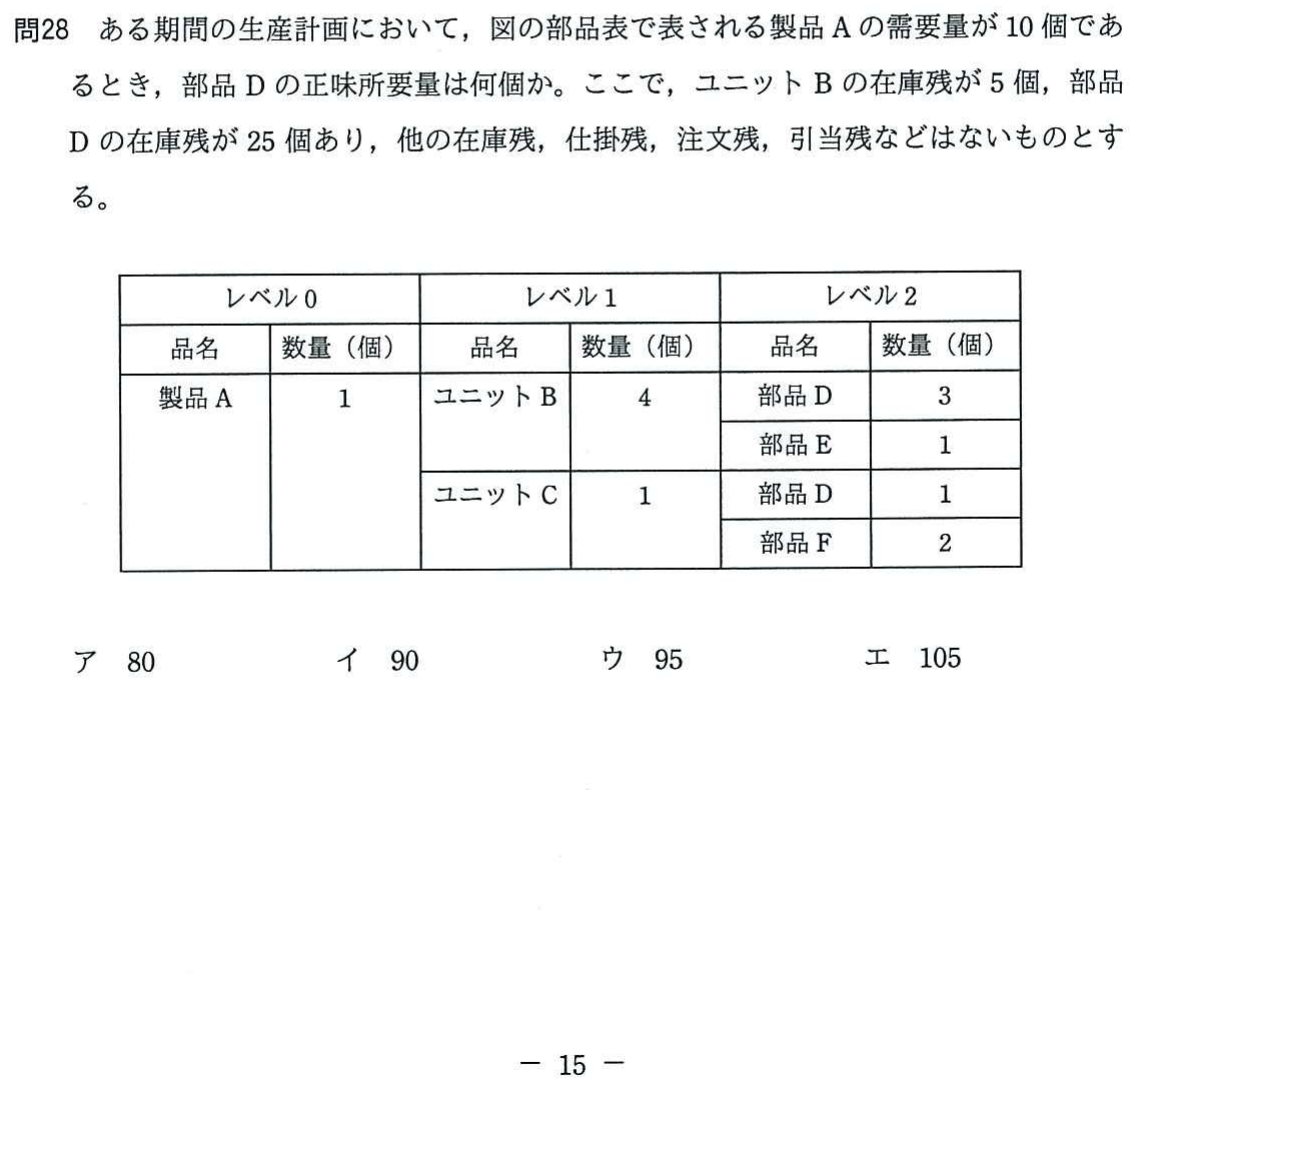 問28 ある期間の生産計画において，図の部品表で表される製品 A の需要量が 10 個であ
るとき，部品 D の正味所要量は何個か。ここで，ユニット B の在庫残が 5 個，部品
D の在庫残が 25 個あり，他の在庫残，仕掛残，注文残，引当残などはないものとす
る。
レベル 0 レベル 1 レベル 2
品名 数量（個） 品名 数量（個） 品名 数量（個）
製品 A 1 ユニット B 4 部品 D 3
部品 E 1
ユニット C 1 部品 D 1
部品 F 2
ア 80 イ 90 ウ 95 エ 105
－ 15 －